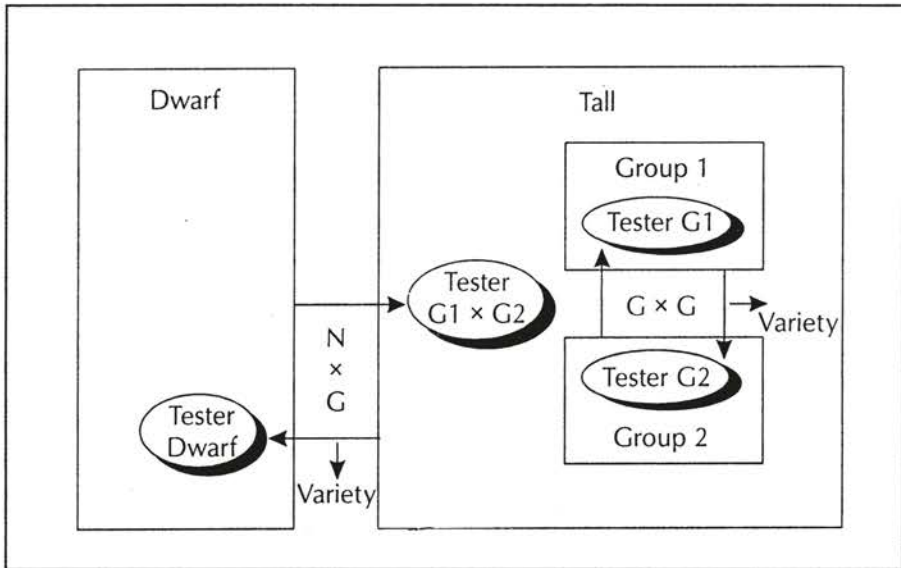 Dwarf
Tall
Group 1
Tester G1
Tester
G1 × G2
G × G
Variety
N
×
G
Tester G2
Group 2
Tester
Dwarf
Variety